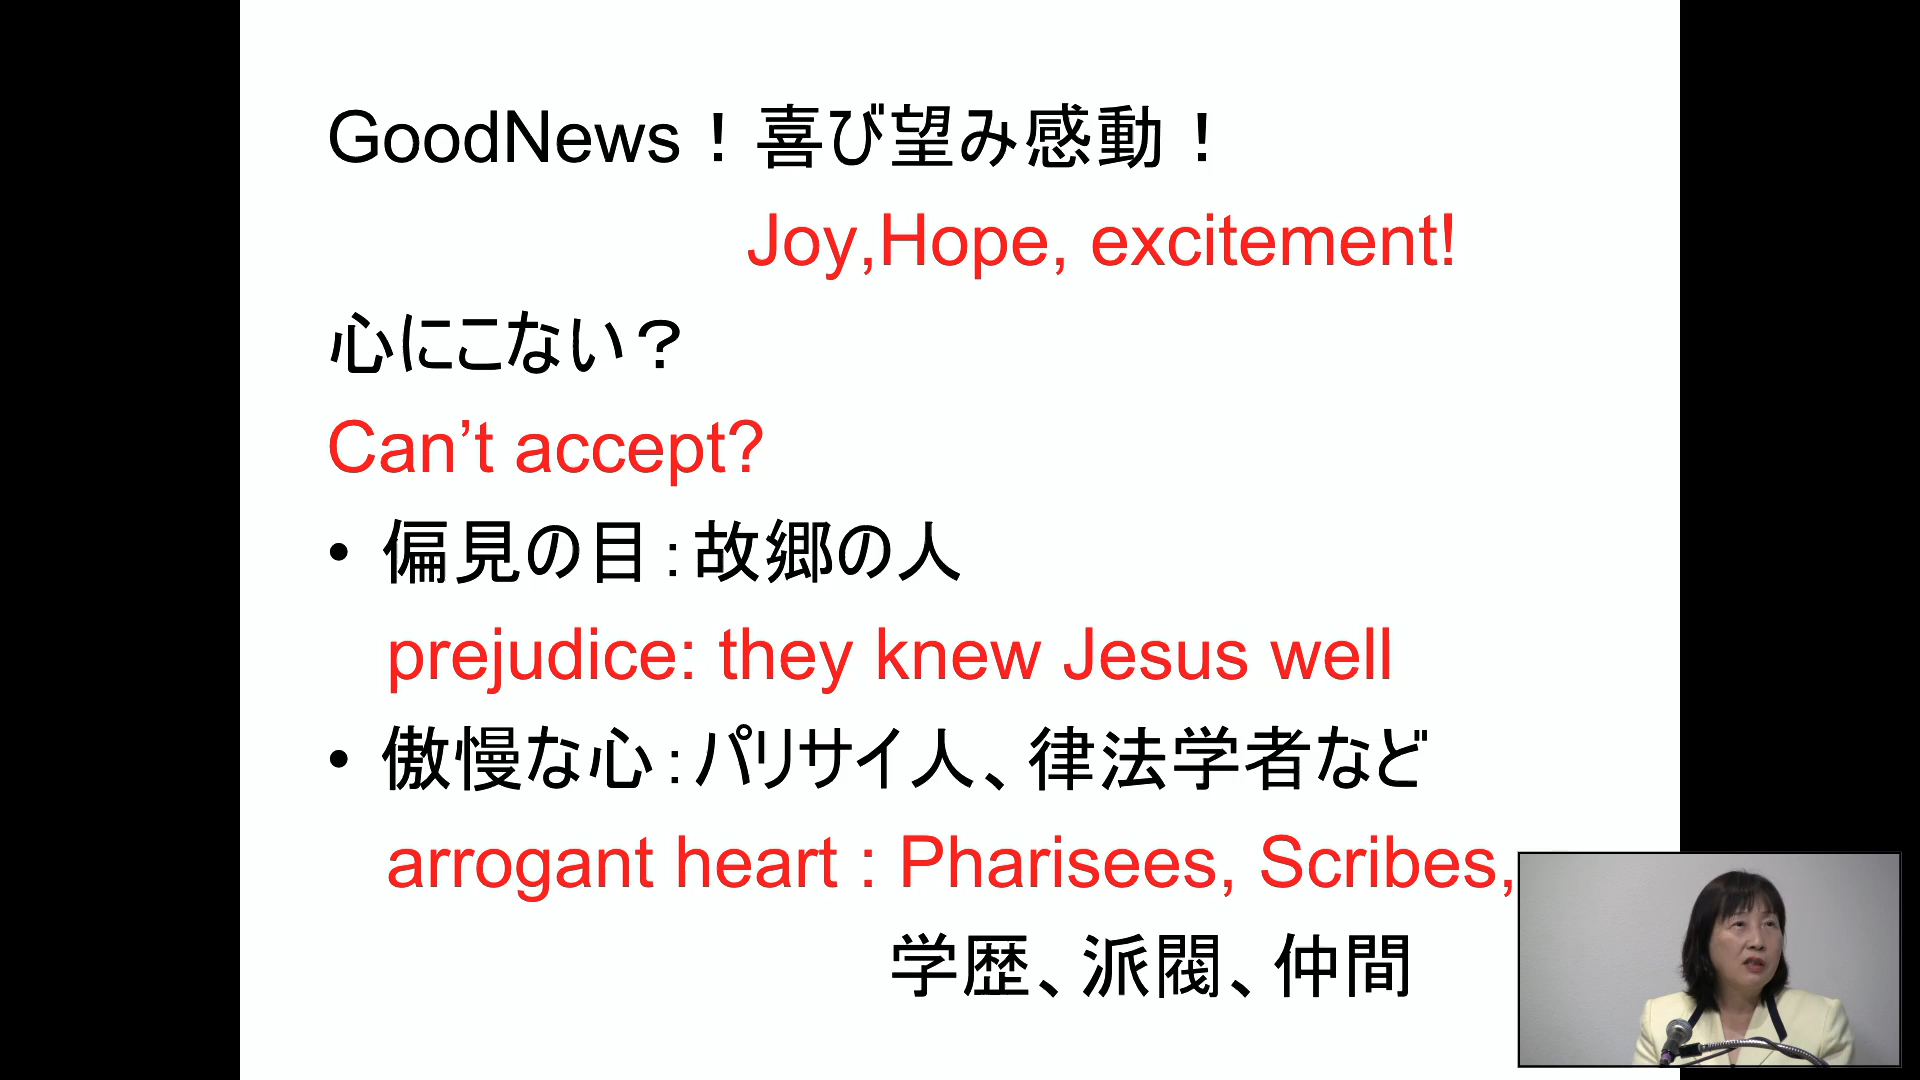 GoodNews！喜び望み感動！
Joy,Hope, excitement!
心にこない？
Can’t accept?
• 偏見の目：故郷の人
prejudice: they knew Jesus well
• 傲慢な心：パリサイ人、律法学者など
arrogant heart : Pharisees, Scribes,
学歴、派閥、仲間